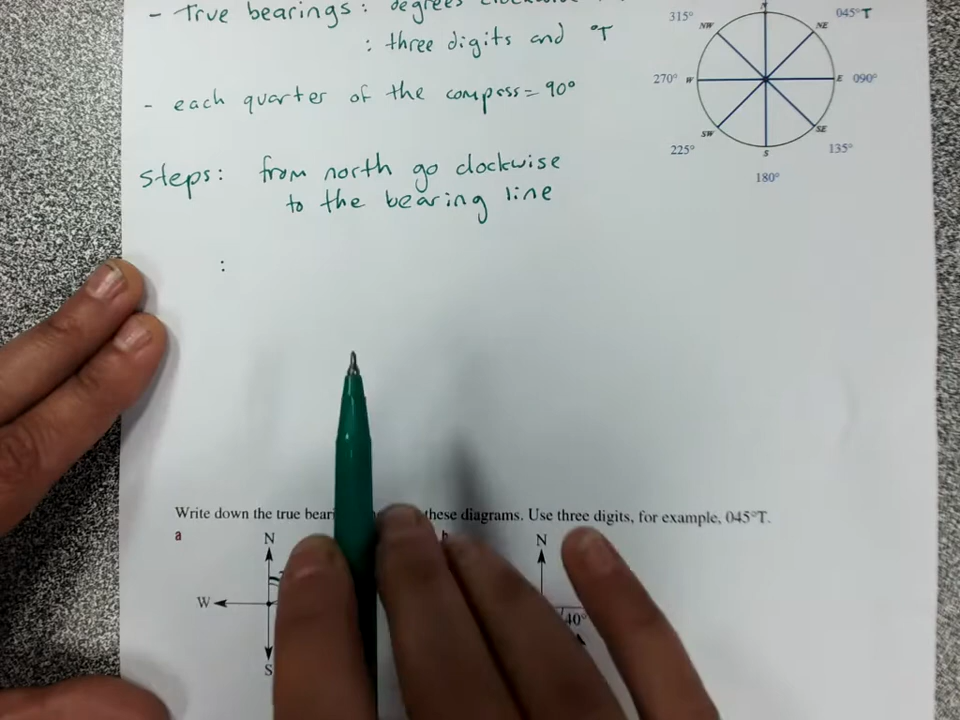 - True bearings: degrees clockwise
: three digits and °T
- each quarter of the compass = 90°
steps: from north go clockwise
to the bearing line
:
N
315°
NW
NE
045°T
270°
W
E
090°
SW
SE
225°
S
135°
180°
Write down the true these diagrams. Use three digits, for example, 045°T.
a
N
N
W
40°
S